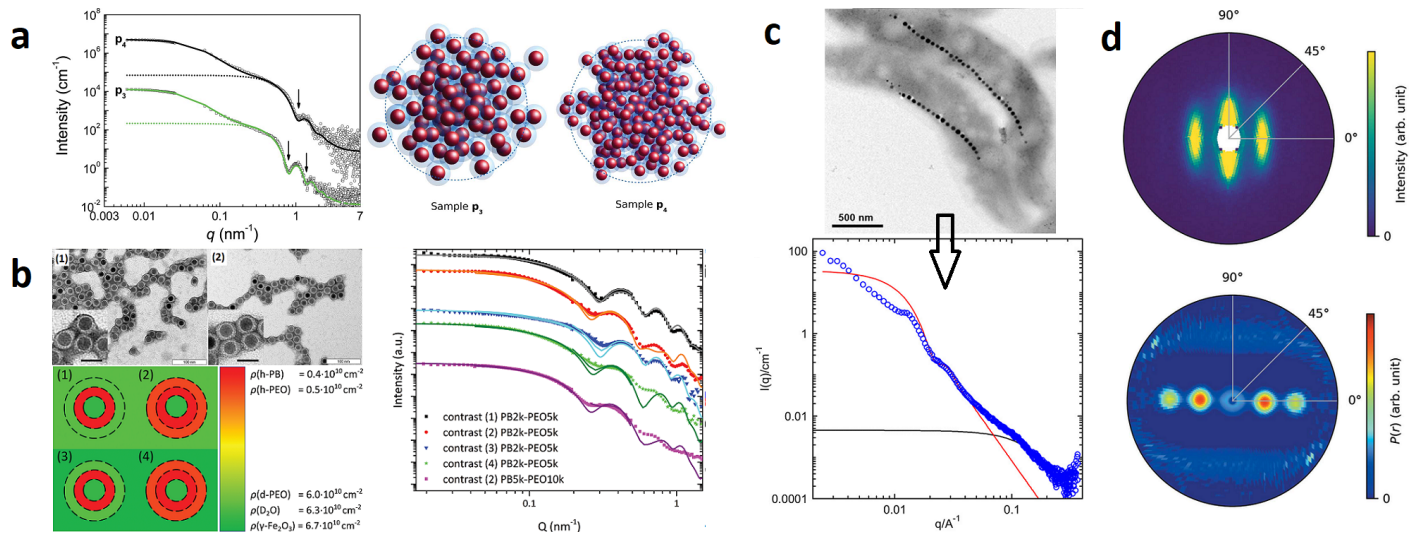 a
10⁸
10⁶
10⁴
10²
10⁰
10⁻²
Intensity (cm⁻¹)
p₄
p₃
0.003
0.01
0.1
1
7
q (nm⁻¹)
Sample p₃
Sample p₄
b
(1)
(2)
(1)
(2)
(3)
(4)
ρ(h-PB) = 0.4·10¹⁰ cm⁻²
ρ(h-PEO) = 0.5·10¹⁰ cm⁻²
ρ(d-PEO) = 6.0·10¹⁰ cm⁻²
ρ(D₂O) = 6.3·10¹⁰ cm⁻²
ρ(γ-Fe₂O₃) = 6.7·10¹⁰ cm⁻²
Intensity (a.u.)
contrast (1) PB2k-PEO5k
contrast (2) PB2k-PEO5k
contrast (3) PB2k-PEO5k
contrast (4) PB2k-PEO5k
contrast (2) PB5k-PEO10k
0.1
1
Q (nm⁻¹)
c
500 nm
100
1
0.01
0.0001
I(q)/cm⁻¹
0.01
0.1
q/A⁻¹
d
90°
45°
0°
Intensity (arb. unit)
0
90°
45°
0°
P(r) (arb. unit)
0